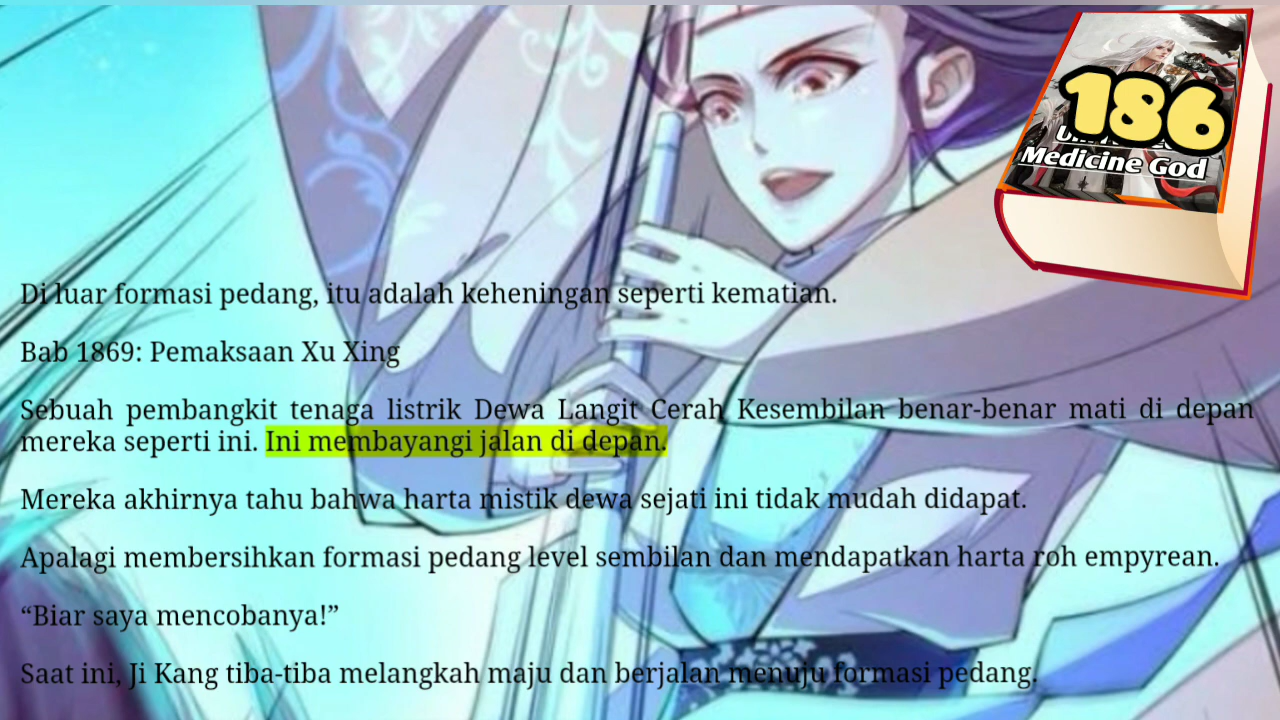 186
Medicine God
Di luar formasi pedang, itu adalah keheningan seperti kematian.
Bab 1869: Pemaksaan Xu Xing
Sebuah pembangkit tenaga listrik Dewa Langit Cerah Kesembilan benar-benar mati di depan
mereka seperti ini. Ini membayangi jalan di depan.
Mereka akhirnya tahu bahwa harta mistik dewa sejati ini tidak mudah didapat.
Apalagi membersihkan formasi pedang level sembilan dan mendapatkan harta roh empyrean.
“Biar saya mencobanya!”
Saat ini, Ji Kang tiba-tiba melangkah maju dan berjalan menuju formasi pedang.